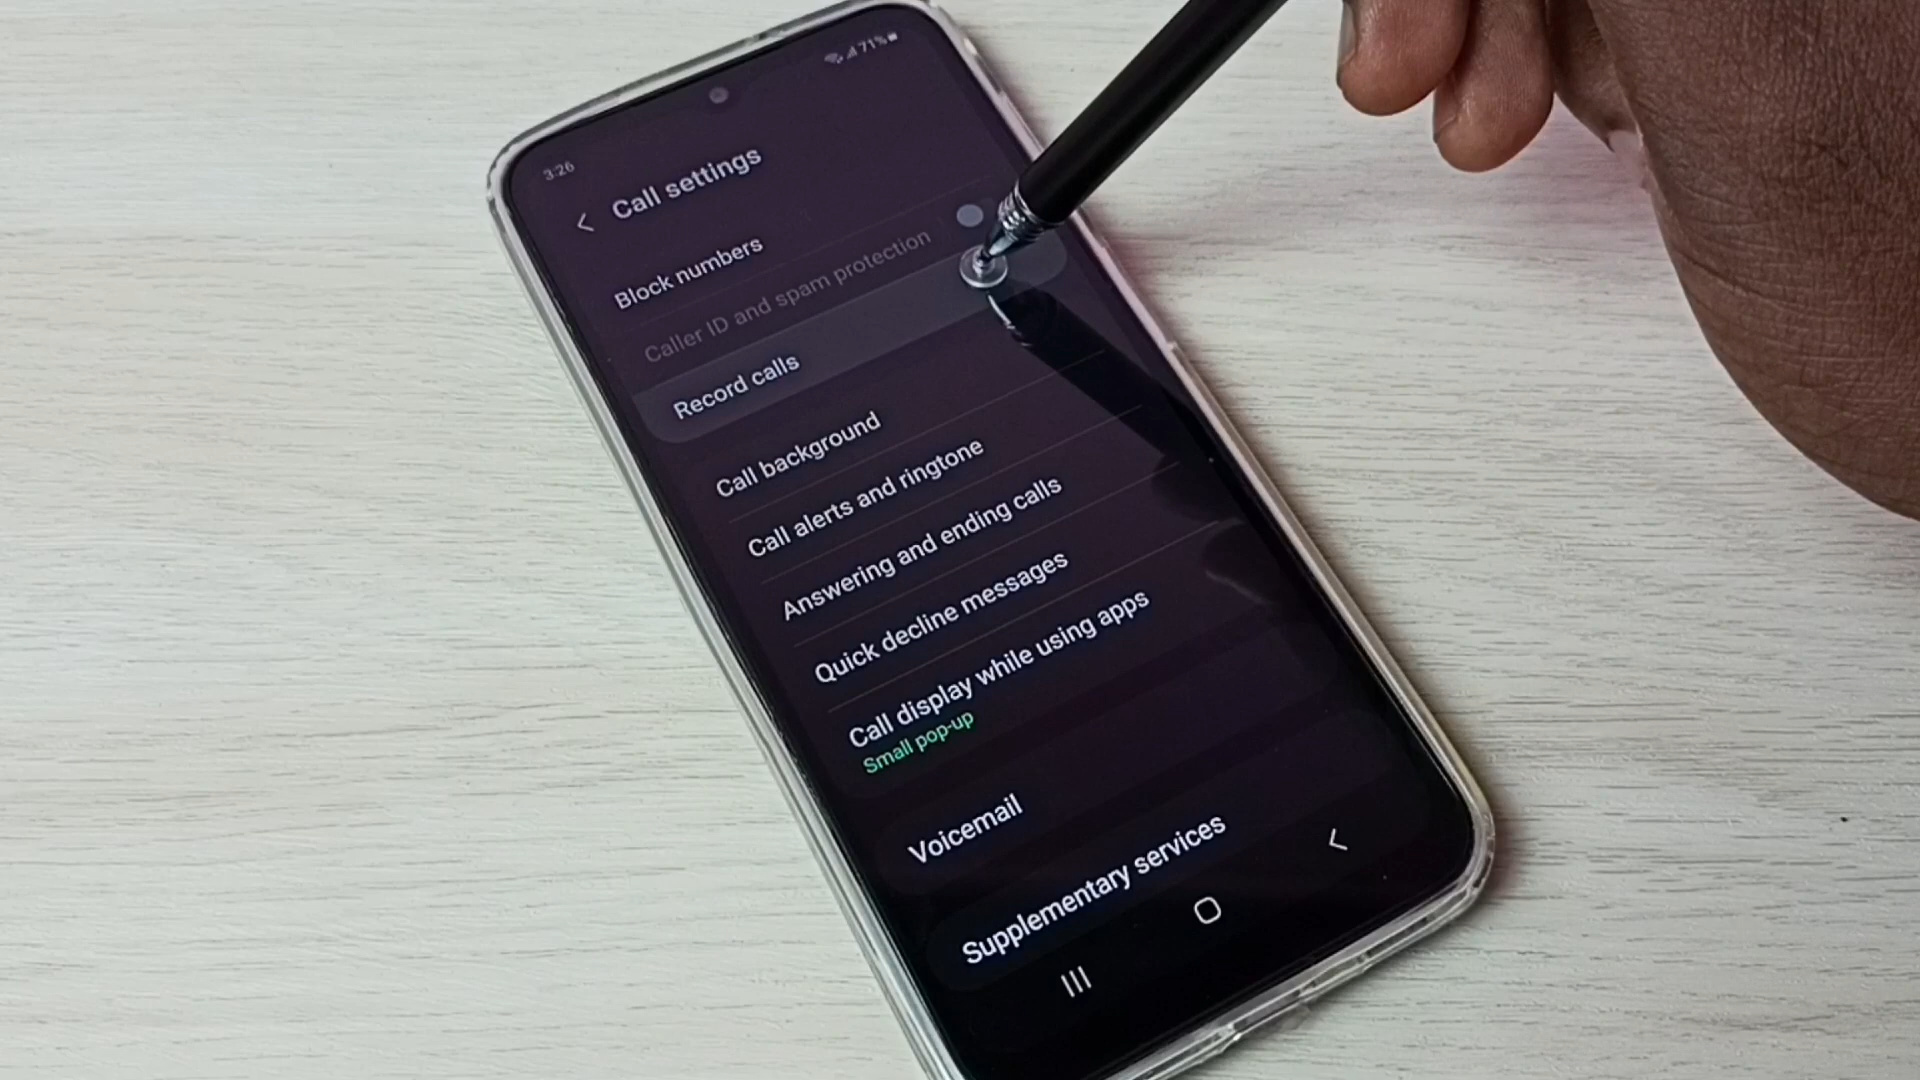 71%
3:26
Call settings
Block numbers
Caller ID and spam protection
Record calls
Call background
Call alerts and ringtone
Answering and ending calls
Quick decline messages
Call display while using apps
Small pop-up
Voicemail
Supplementary services